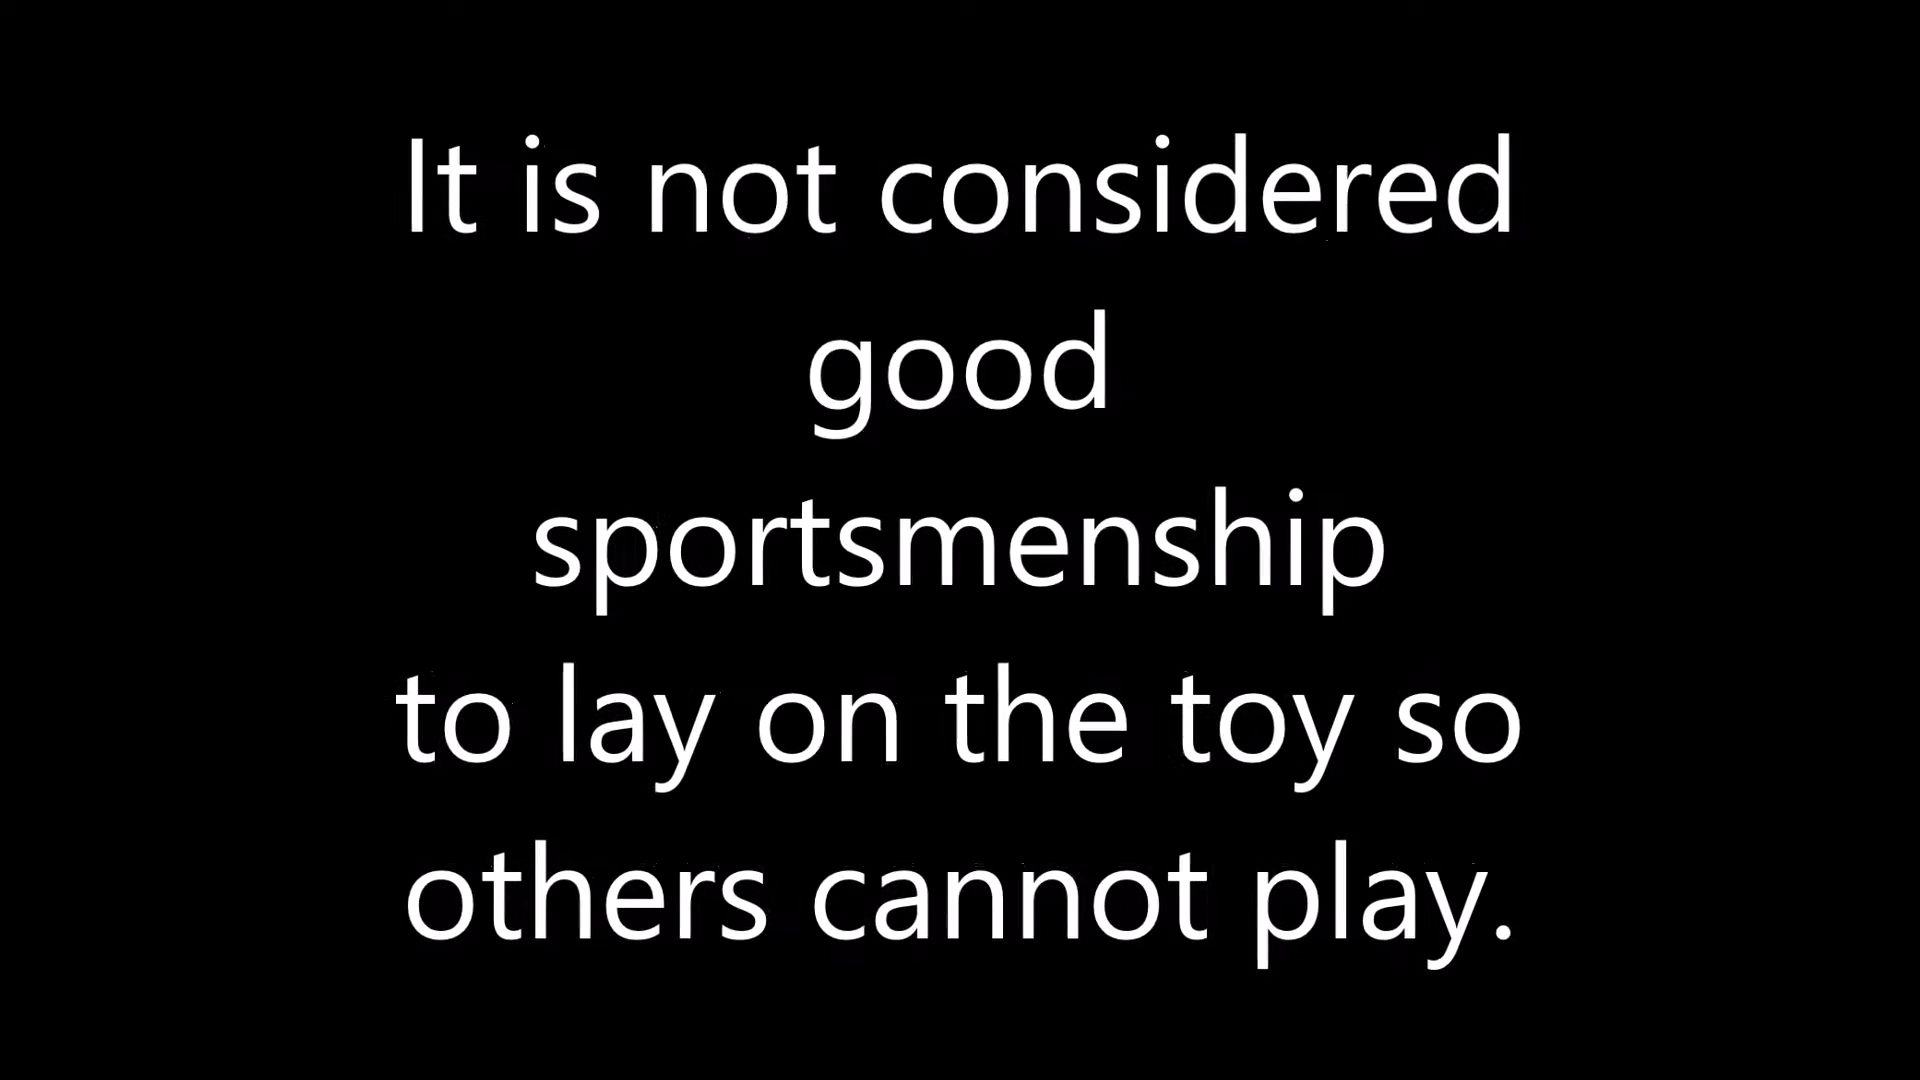 It is not considered
good
sportsmenship
to lay on the toy so
others cannot play.